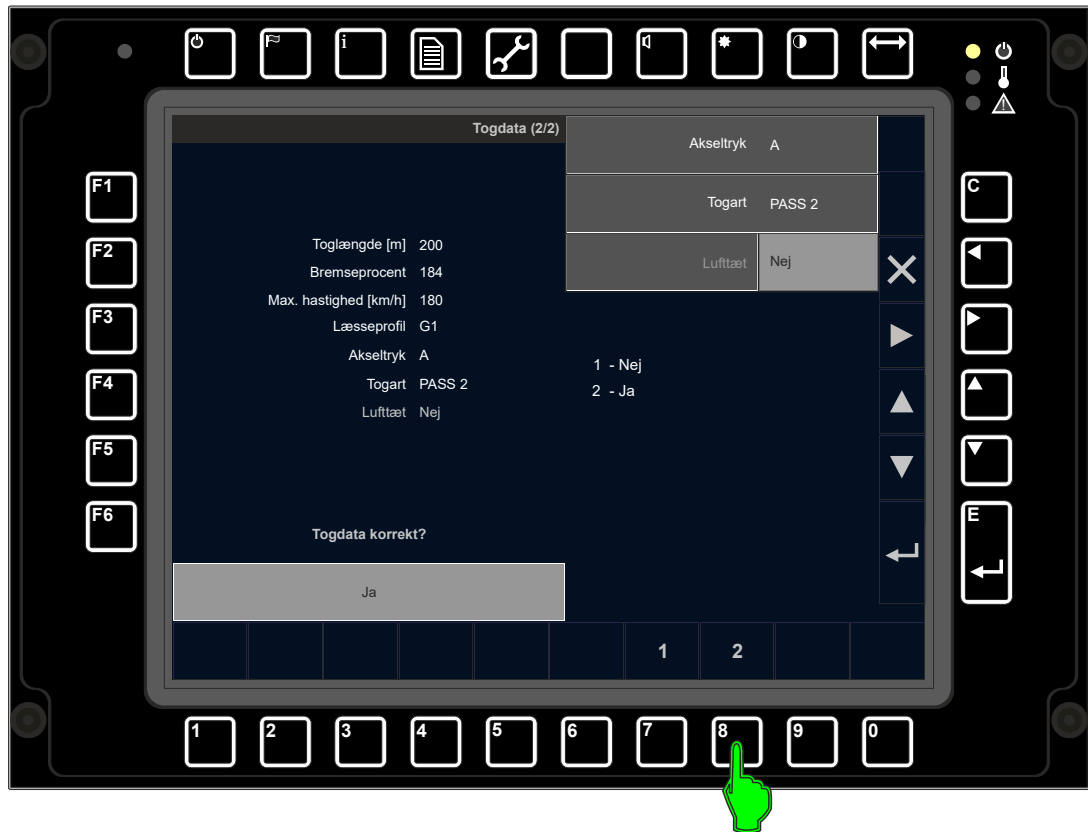 i
Togdata (2/2)
Akseltryk A
Togart PASS 2
Lufttæt Nej
F1
F2
F3
F4
F5
F6
Toglængde [m] 200
Bremseprocent 184
Max. hastighed [km/h] 180
Læsseprofil G1
Akseltryk A
Togart PASS 2
Lufttæt Nej
1 - Nej
2 - Ja
Togdata korrekt?
Ja
1 2
C
E
1 2 3 4 5 6 7 8 9 0